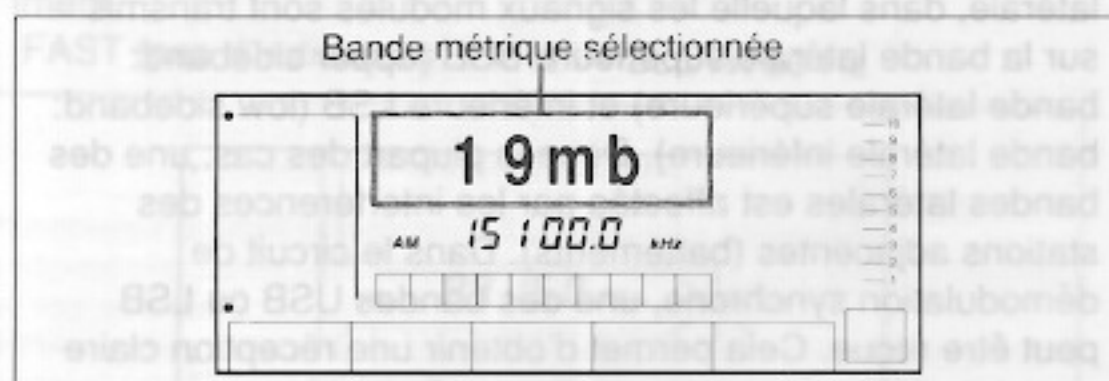 latérale, dans laquelle les signaux modulés sont transmis
FAST
Bande métrique sélectionnée
sur la bande latérale supérieure USB (upper sideband:
bande latérale supérieure) et inférieure LSB (low sideband:
19mb
bande latérale inférieure). Dans la plupart des cas, une des
bandes latérales est affectée par les interférences des
AM 15100.0 kHz
stations adjacentes (battements). Dans le circuit de
démodulation synchrone, une des bandes USB ou LSB
peut être reçue. Cela permet d'obtenir une réception claire